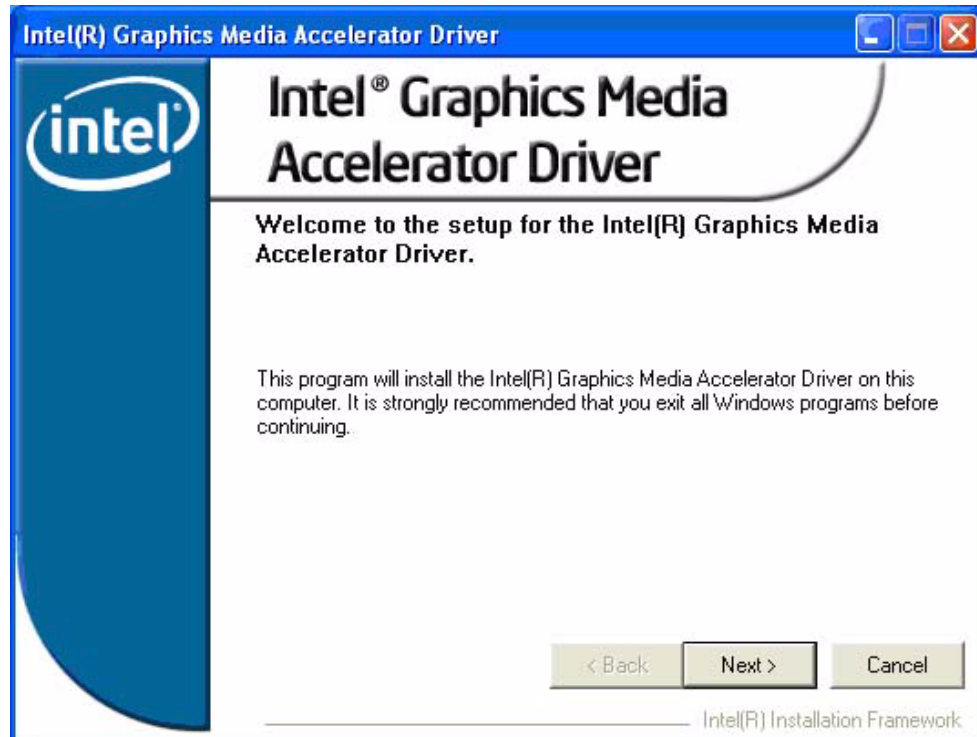 Intel(R) Graphics Media Accelerator Driver
intel
Intel® Graphics Media
Accelerator Driver
Welcome to the setup for the Intel(R) Graphics Media
Accelerator Driver.
This program will install the Intel(R) Graphics Media Accelerator Driver on this
computer. It is strongly recommended that you exit all Windows programs before
continuing.
< Back
Next >
Cancel
Intel(R) Installation Framework